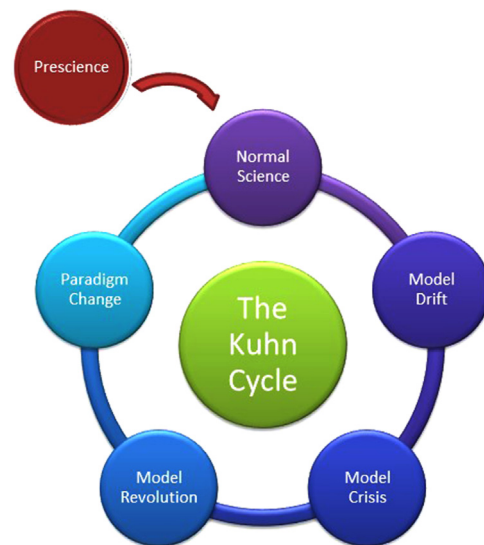 Prescience
Normal
Science
Model
Drift
Model
Crisis
Model
Revolution
Paradigm
Change
The
Kuhn
Cycle